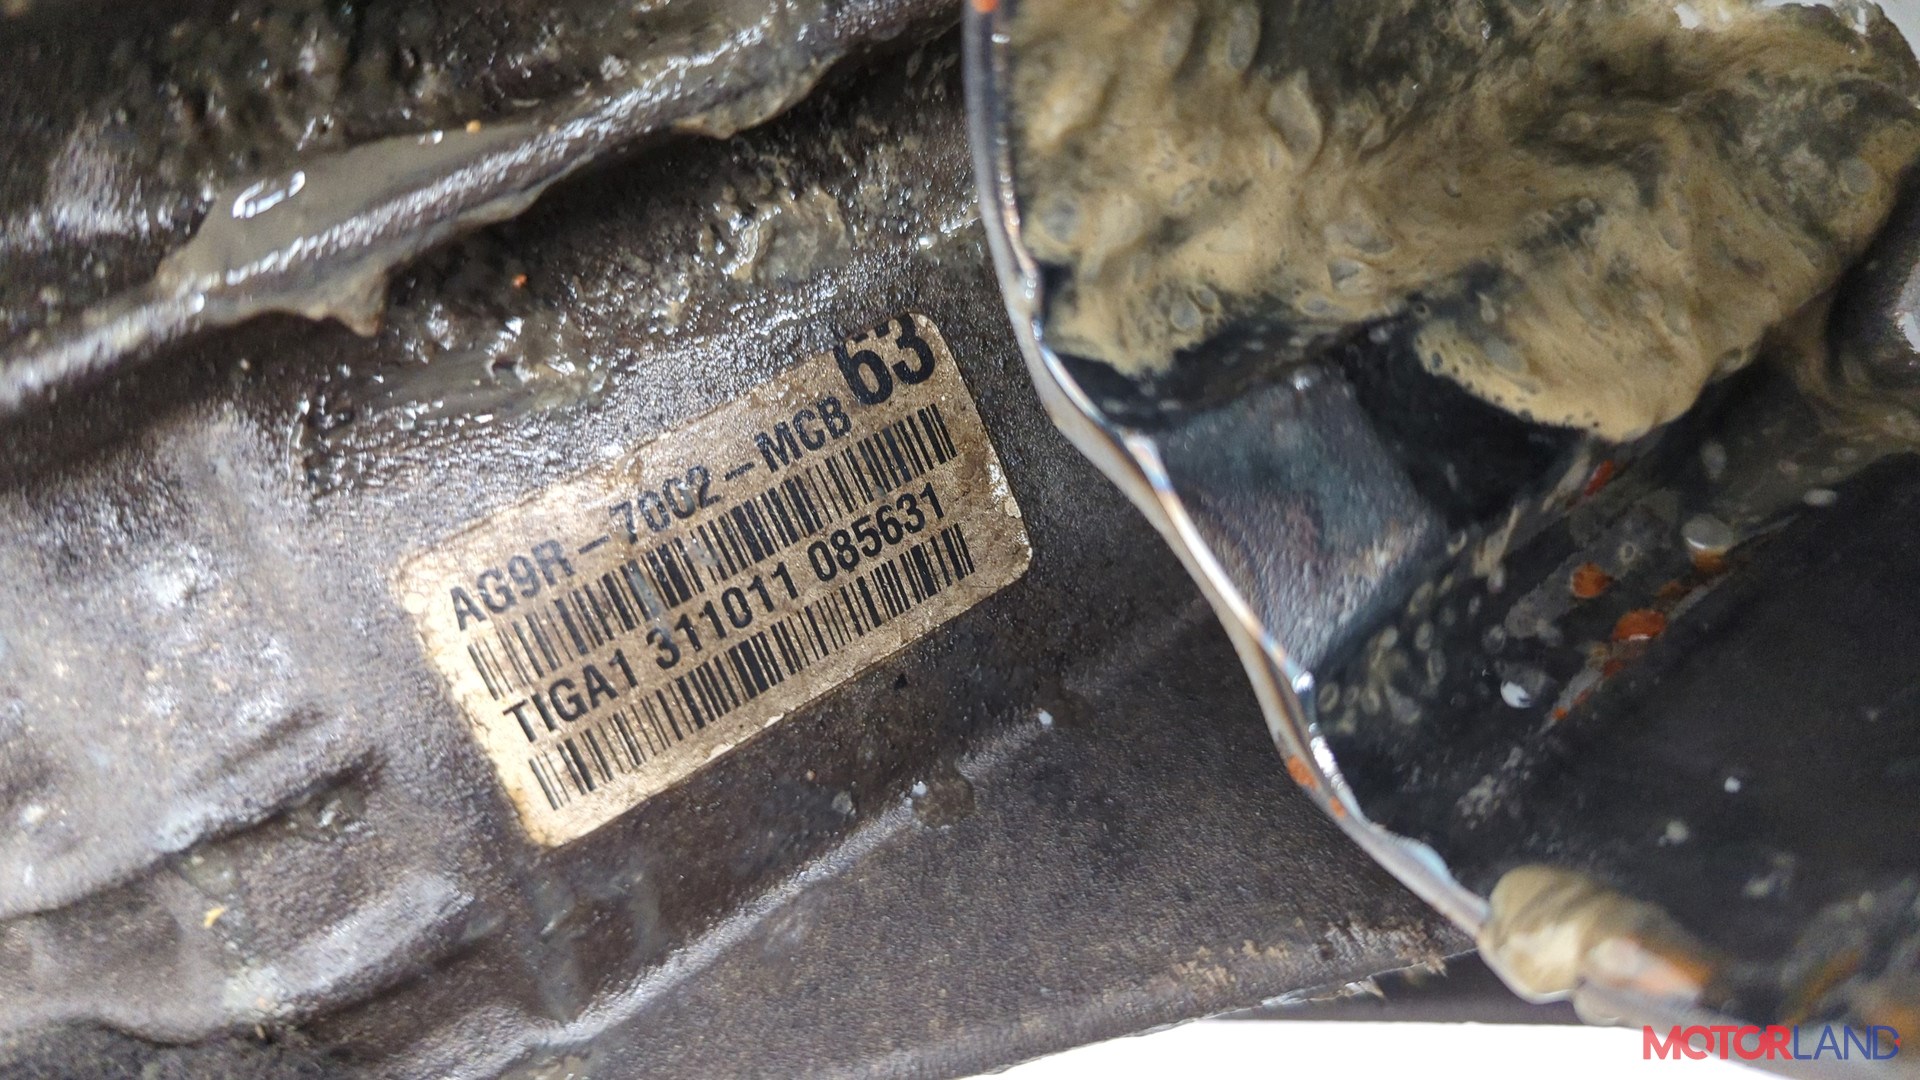 AG9R-7002-MCB 63
TIGA1 311011 085631
MOTORLAND